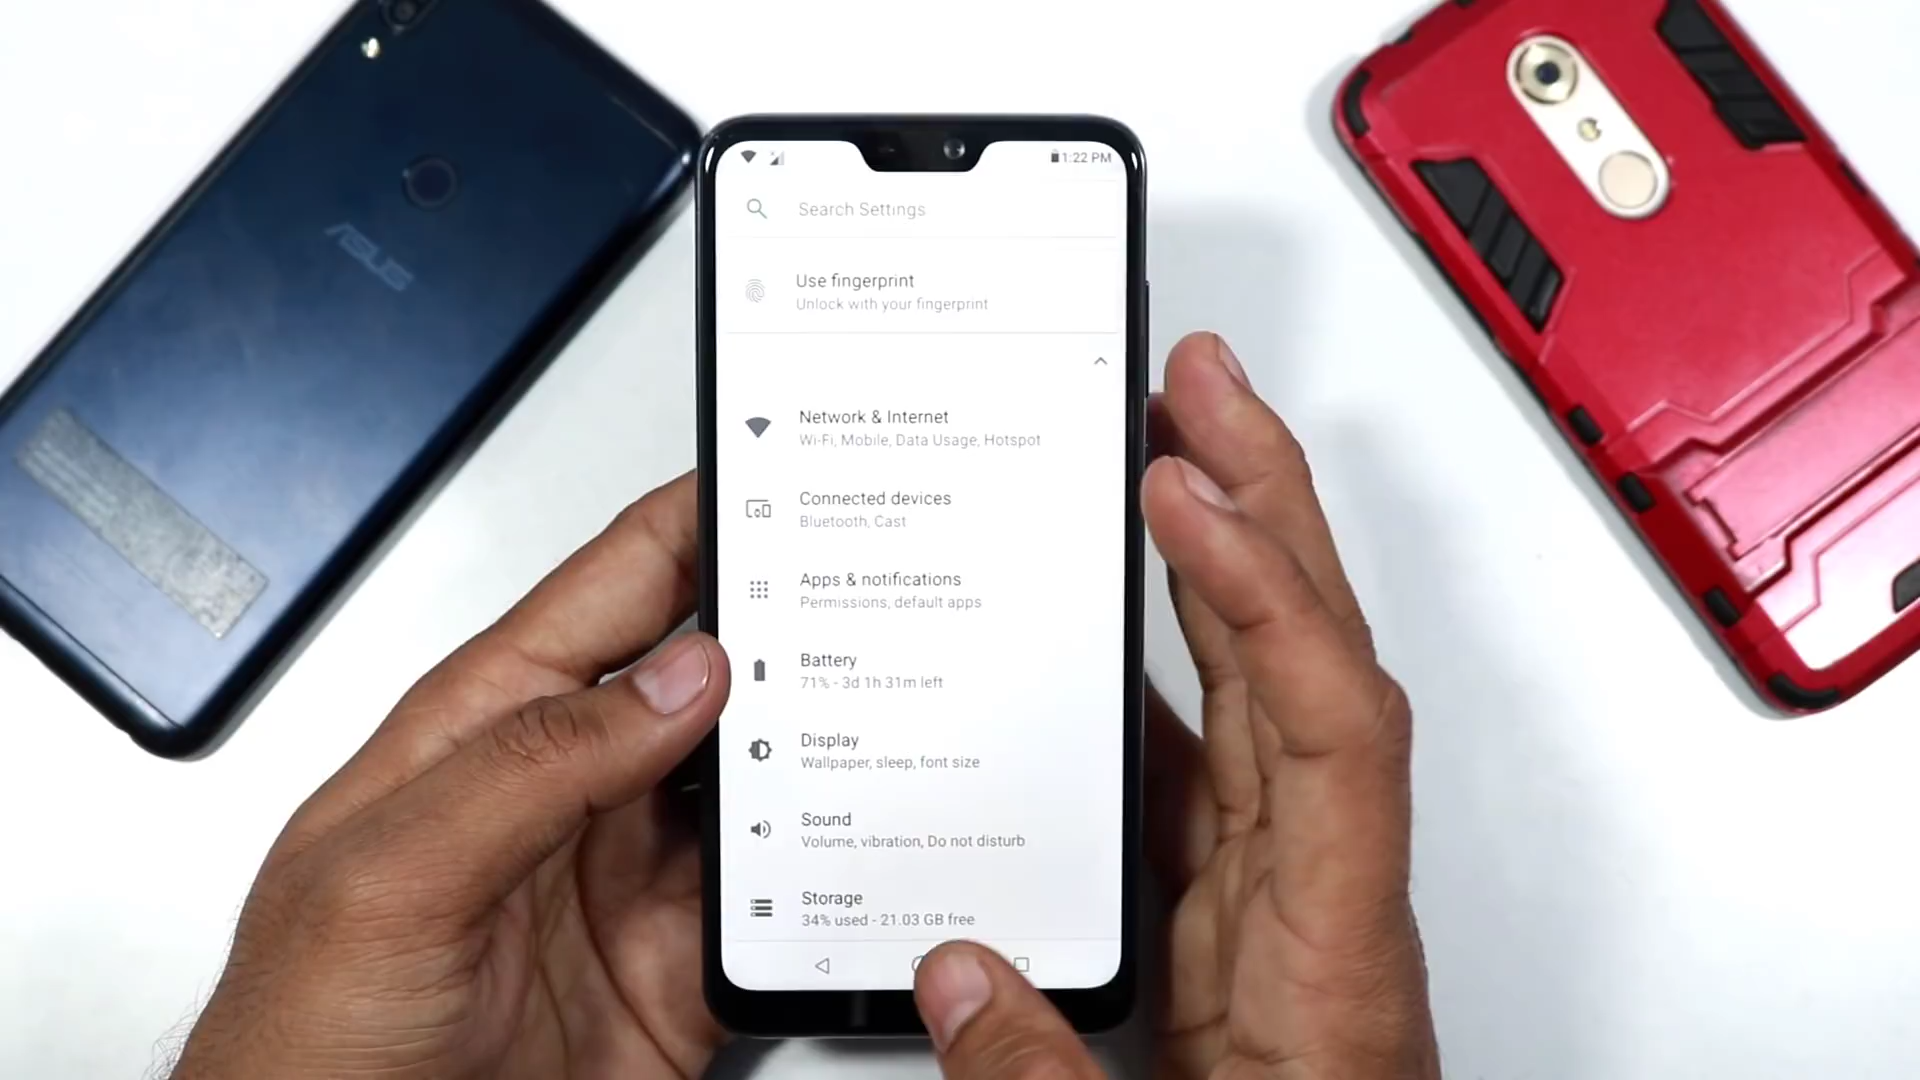 ASUS
1:22 PM
Search Settings
Use fingerprint
Unlock with your fingerprint
Network & Internet
Wi-Fi, Mobile, Data Usage, Hotspot
Connected devices
Bluetooth, Cast
Apps & notifications
Permissions, default apps
Battery
71% - 3d 1h 31m left
Display
Wallpaper, sleep, font size
Sound
Volume, vibration, Do not disturb
Storage
34% used - 21.03 GB free